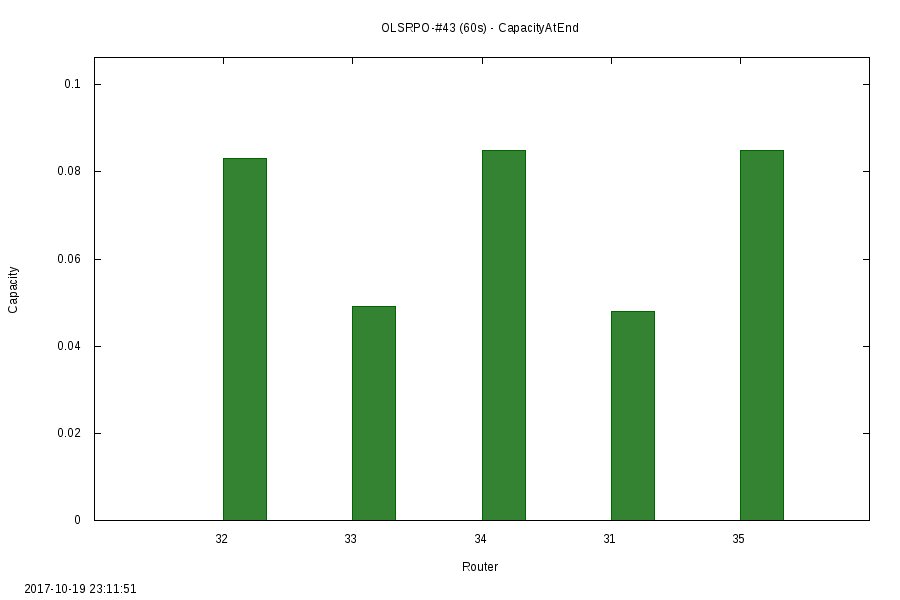 OLSRPO-#43 (60s) - CapacityAtEnd
0.1
0.08
0.06
0.04
0.02
0
Capacity
32 33 34 31 35
Router
2017-10-19 23:11:51